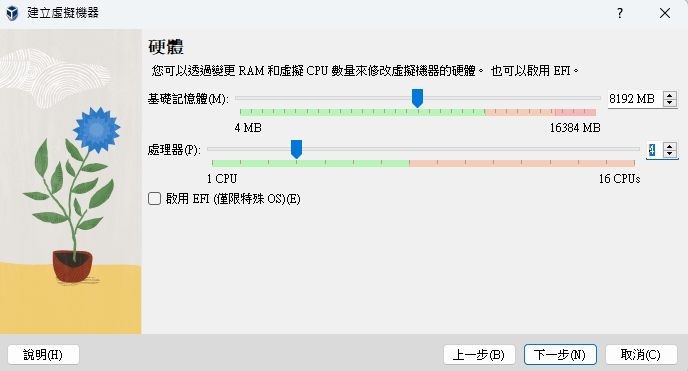 建立虛擬機器
硬體
您可以透過變更 RAM 和虛擬 CPU 數量來修改虛擬機器的硬體。 也可以啟用 EFI。
基礎記憶體(M):
8192 MB
4 MB
16384 MB
處理器(P):
4
1 CPU
16 CPUs
啟用 EFI (僅限特殊 OS)(E)
說明(H)
上一步(B)
下一步(N)
取消(C)